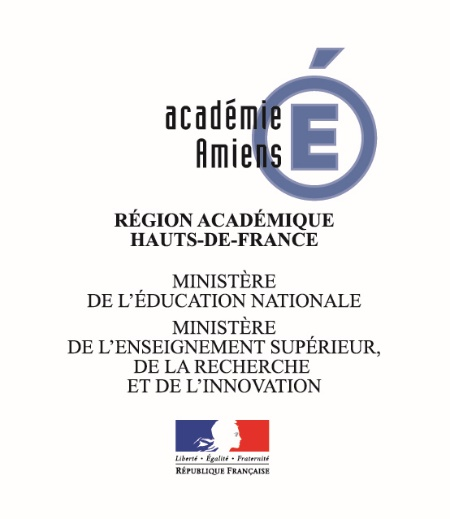 académie
Amiens
É
RÉGION ACADÉMIQUE
HAUTS-DE-FRANCE
MINISTÈRE
DE L'ÉDUCATION NATIONALE
MINISTÈRE
DE L'ENSEIGNEMENT SUPÉRIEUR,
DE LA RECHERCHE
ET DE L'INNOVATION
Liberté • Égalité • Fraternité
RÉPUBLIQUE FRANÇAISE